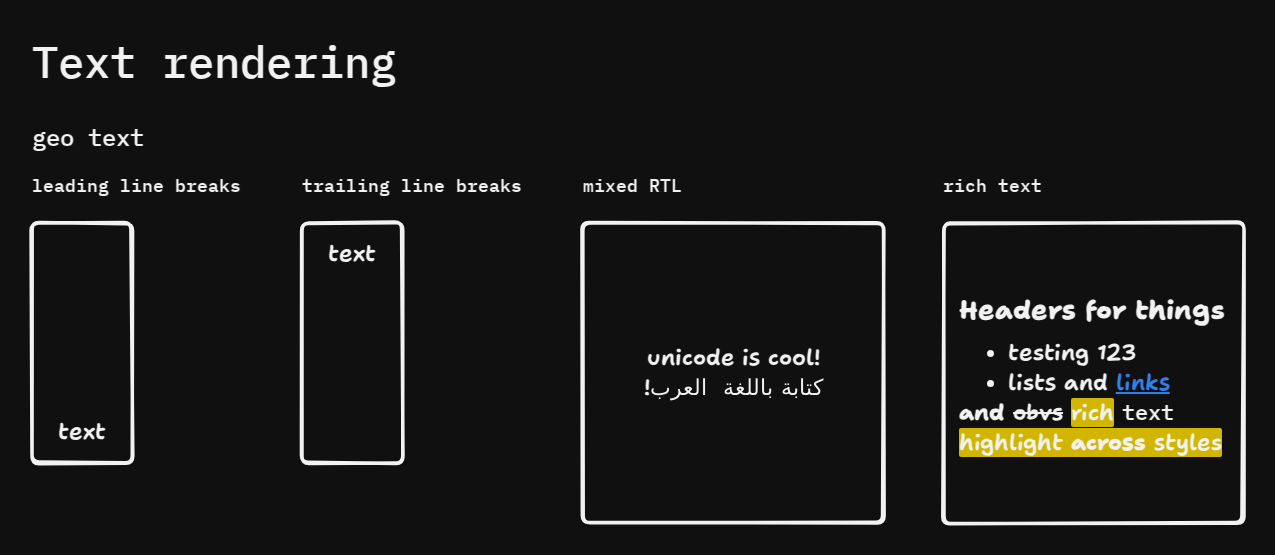 Text rendering
geo text
leading line breaks
text
trailing line breaks
text
mixed RTL
unicode is cool!
كتابة باللغة  العرب!
rich text
Headers for things
• testing 123
• lists and links
and obvs rich text
highlight across styles